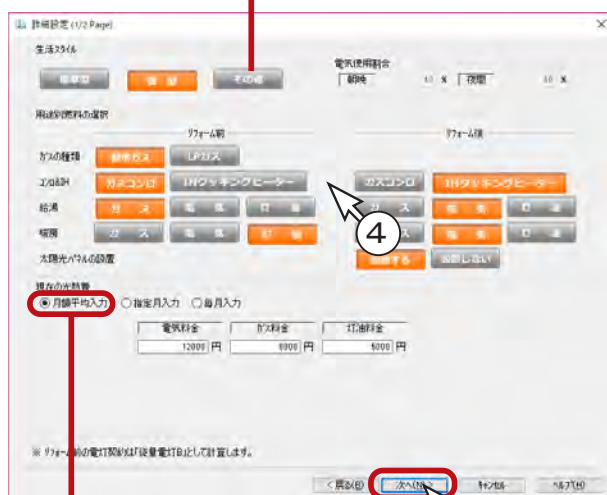 詳細設定 (1/2 Page)
生活スタイル
標準型 夜型 その他
電気使用割合
朝晩 % 夜間 %
用途別燃料の選択
リフォーム前 リフォーム後
ガスの種類 都市ガス LPガス
コンロ&IH ガスコンロ IHクッキングヒーター ガスコンロ IHクッキングヒーター
給湯 ガス 電気 灯油 ガス 電気 灯油
暖房 ガス 電気 灯油 電気 灯油
太陽光パネルの設置 設置する 設置しない
④
現在の光熱費
月額平均入力 指定月入力 毎月入力
電気料金 ガス料金 灯油料金
12000 円 8000 円 5000 円
※ リフォーム前の電灯契約は「従量電灯B」として計算します。
< 戻る(B) 次へ(N) > キャンセル ヘルプ(H)